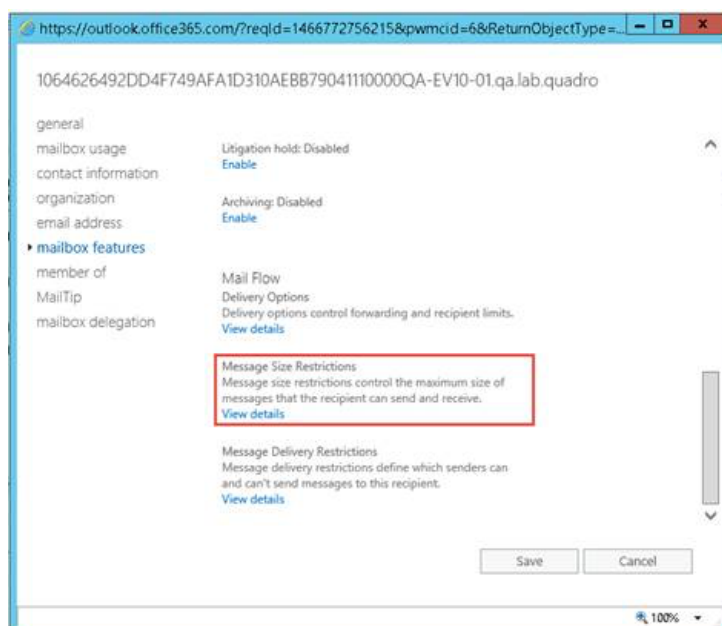 https://outlook.office365.com/?reqId=1466772756215&pwmcid=6&ReturnObjectType=...
1064626492DD4F749AFA1D310AEBB79041110000QA-EV10-01.qa.lab.quadro
general
mailbox usage
contact information
organization
email address
mailbox features
member of
MailTip
mailbox delegation
Litigation hold: Disabled
Enable
Archiving: Disabled
Enable
Mail Flow
Delivery Options
Delivery options control forwarding and recipient limits.
View details
Message Size Restrictions
Message size restrictions control the maximum size of
messages that the recipient can send and receive.
View details
Message Delivery Restrictions
Message delivery restrictions define which senders can
and can't send messages to this recipient.
View details
Save
Cancel
100%